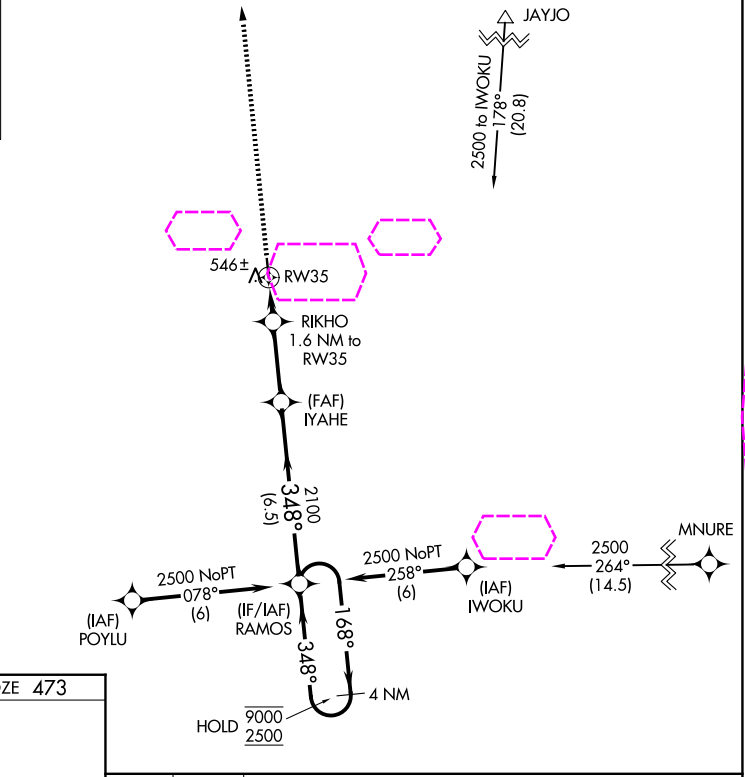 JAYJO
2500 to IWOKU
178°
(20.8)
546±
RW35
RIKHO
1.6 NM to
RW35
(FAF)
IYAHE
2100
348°
(6.5)
MNURE
2500
264°
(14.5)
2500 NoPT
258°
(6)
(IAF)
IWOKU
2500 NoPT
078°
(6)
(IAF)
POYLU
(IF/IAF)
RAMOS
168°
348°
4 NM
HOLD
9000
2500
ZE 473